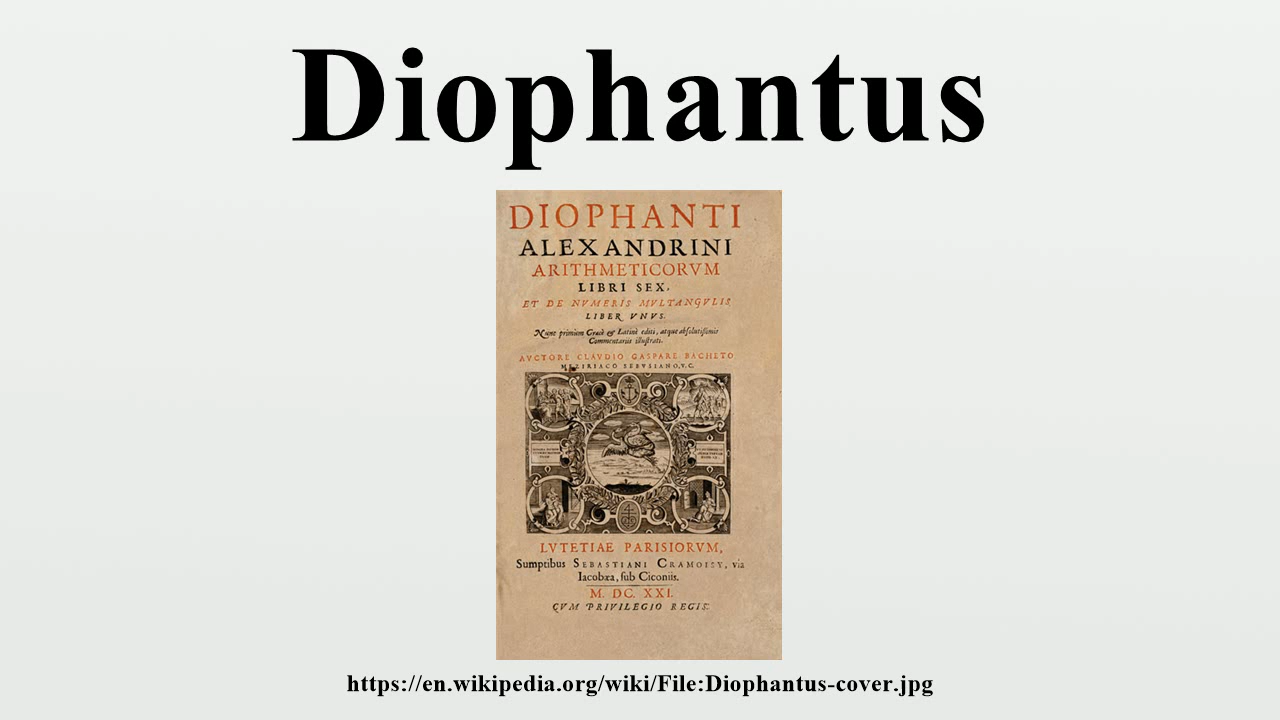 Diophantus
DIOPHANTI
ALEXANDRINI
ARITHMETICORVM
LIBRI SEX,
ET DE NVMERIS MVLTANGVLIS
LIBER VNVS.
Nunc primùm Græcè & Latinè editi, atque absolutissimis
Commentariis illustrati.
AVCTORE CLAVDIO GASPARE BACHETO
MEZIRIACO SEBVSIANO, V.C.
LVTETIAE PARISIORVM,
Sumptibus SEBASTIANI CRAMOISY, via
Iacobæa, sub Ciconiis.
M. DC. XXI.
CVM PRIVILEGIO REGIS.
https://en.wikipedia.org/wiki/File:Diophantus-cover.jpg